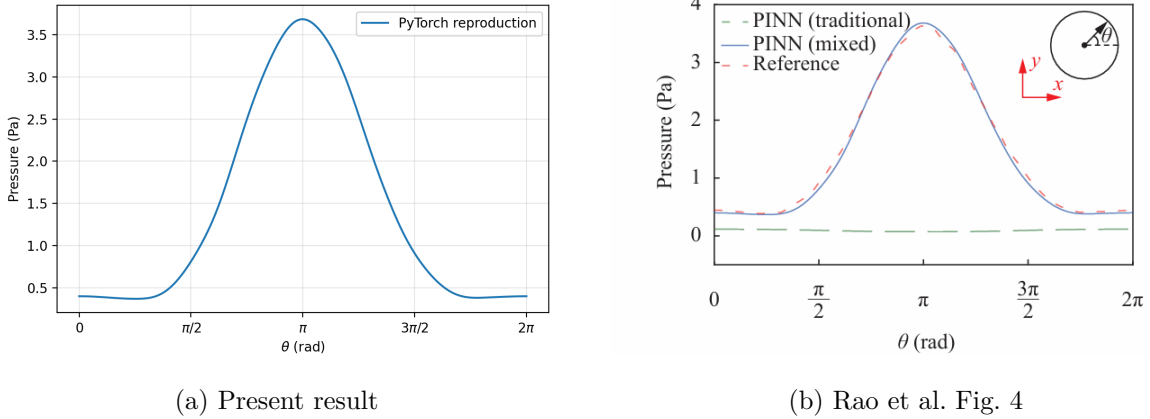 PyTorch reproduction
Pressure (Pa)
3.5
3.0
2.5
2.0
1.5
1.0
0.5
0
π/2
π
3π/2
2π
θ (rad)
(a) Present result
PINN (traditional)
PINN (mixed)
Reference
θ
y
x
Pressure (Pa)
4
3
2
1
0
0
π/2
π
3π/2
2π
θ (rad)
(b) Rao et al. Fig. 4